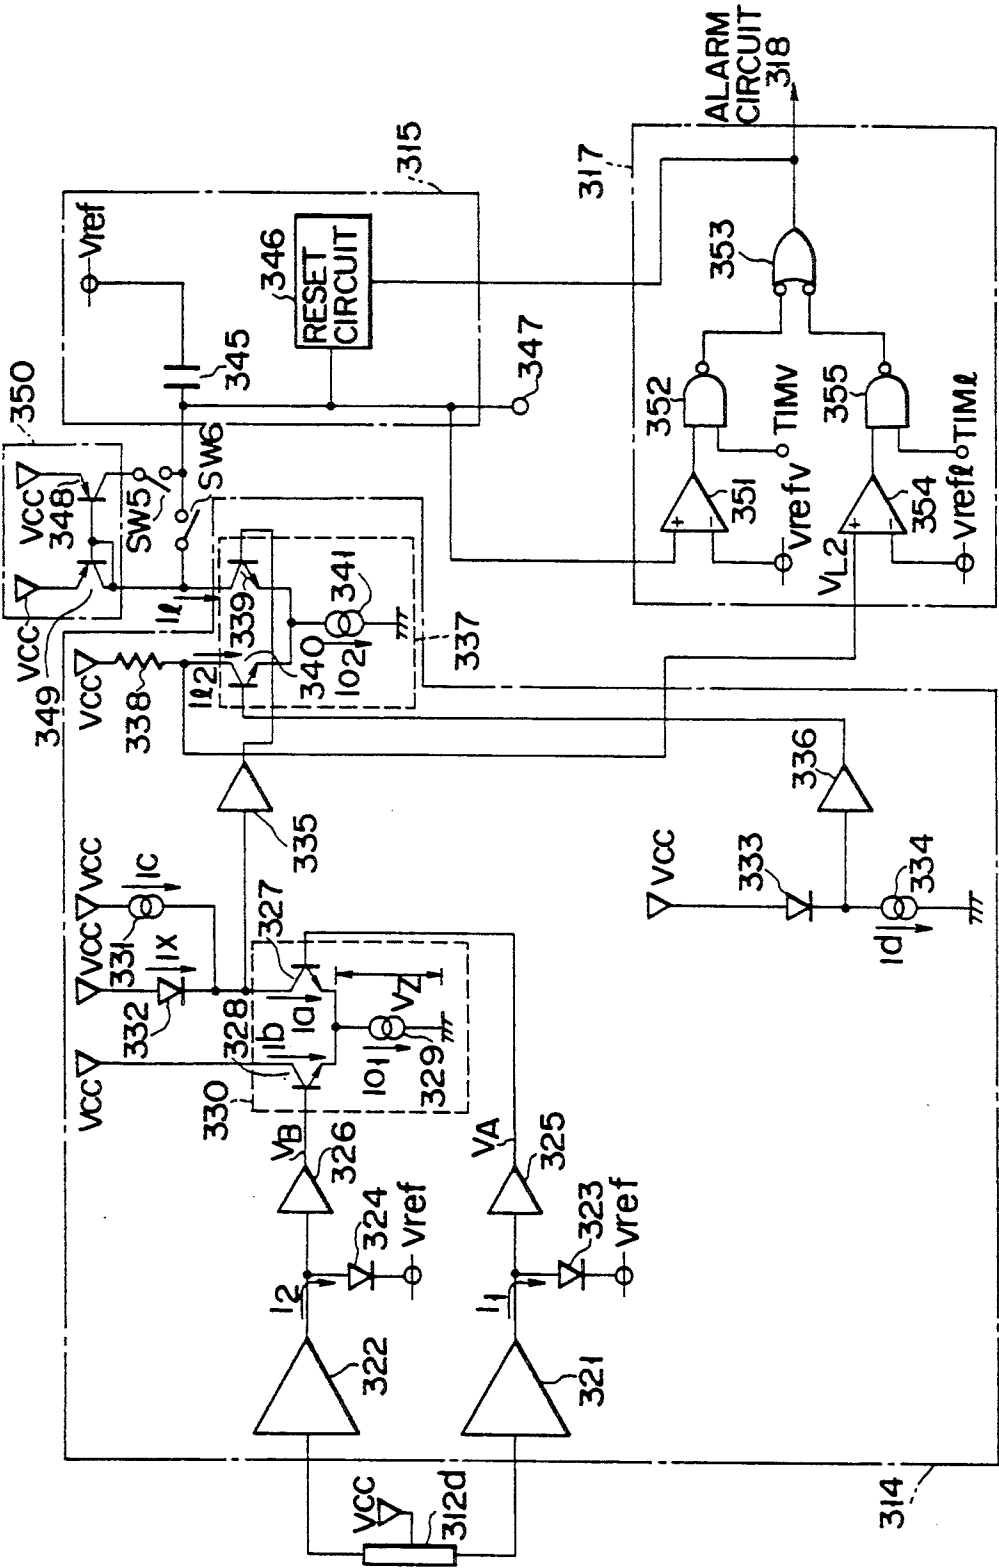 ALARM
CIRCUIT
318
317
353
352
TIMV
355
TIMℓ
351
VrefV
354
Vrefℓ
VL2
315
Vref
346
RESET
CIRCUIT
345
347
350
VCC
348
VCC
349
SW5
SW6
Iℓ
339
341
337
VCC
338
Iℓ2
340
IO2
335
336
VCC
333
334
Id
VCC
331
IC
VCC
332
IX
VCC
328
327
Ib
Ia
VZ
IO1
329
330
VB
326
VA
325
324
Vref
I2
322
323
Vref
I1
321
VCC
312d
314